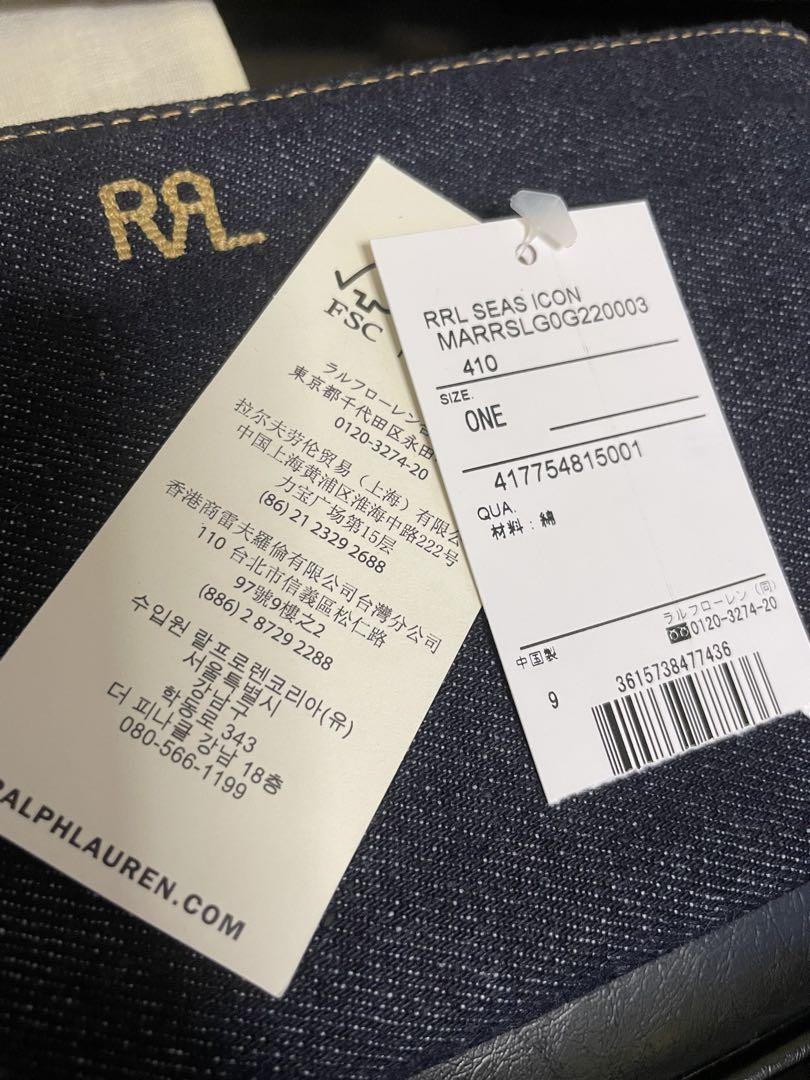 RRL
FSC
ラルフローレン
東京都千代田区永田
0120-3274-20
拉尔夫劳伦贸易（上海）有限公
中国上海黄浦区淮海中路222号
力宝广场第15层
(86) 21 2329 2688
香港商雷夫羅倫有限公司台灣分公司
110 台北市信義區松仁路
97號9樓之2
(886) 2 8729 2288
수입원 랄프로렌코리아(유)
서울특별시
강남구
학동로 343
더 피나클 강남 18층
080-566-1199
RALPHLAUREN.COM
RRL SEAS ICON
MARRSLG0G220003
410
SIZE.
ONE
417754815001
QUA.
材料：綿
ラルフローレン（同）
0120-3274-20
中国製
9
3615738477436